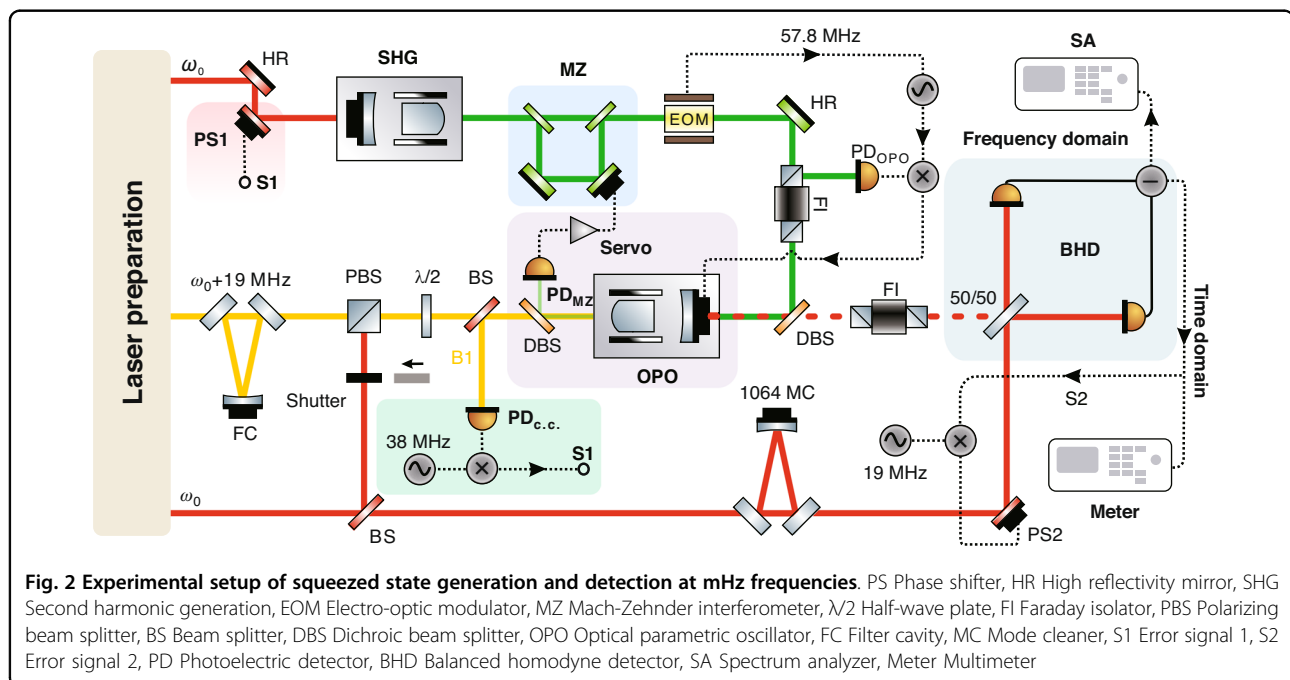 57.8 MHz
SA
ω₀
HR
SHG
MZ
HR
EOM
PS1
S1
PD_OPO
FI
Frequency domain
BHD
Laser preparation
ω₀+19 MHz
PBS
λ/2
BS
Servo
PD_MZ
DBS
OPO
DBS
FI
50/50
Time domain
B1
Shutter
FC
1064 MC
S2
PD_c.c.
38 MHz
S1
19 MHz
ω₀
BS
PS2
Meter
Fig. 2 Experimental setup of squeezed state generation and detection at mHz frequencies. PS Phase shifter, HR High reflectivity mirror, SHG
Second harmonic generation, EOM Electro-optic modulator, MZ Mach-Zehnder interferometer, λ/2 Half-wave plate, FI Faraday isolator, PBS Polarizing
beam splitter, BS Beam splitter, DBS Dichroic beam splitter, OPO Optical parametric oscillator, FC Filter cavity, MC Mode cleaner, S1 Error signal 1, S2
Error signal 2, PD Photoelectric detector, BHD Balanced homodyne detector, SA Spectrum analyzer, Meter Multimeter